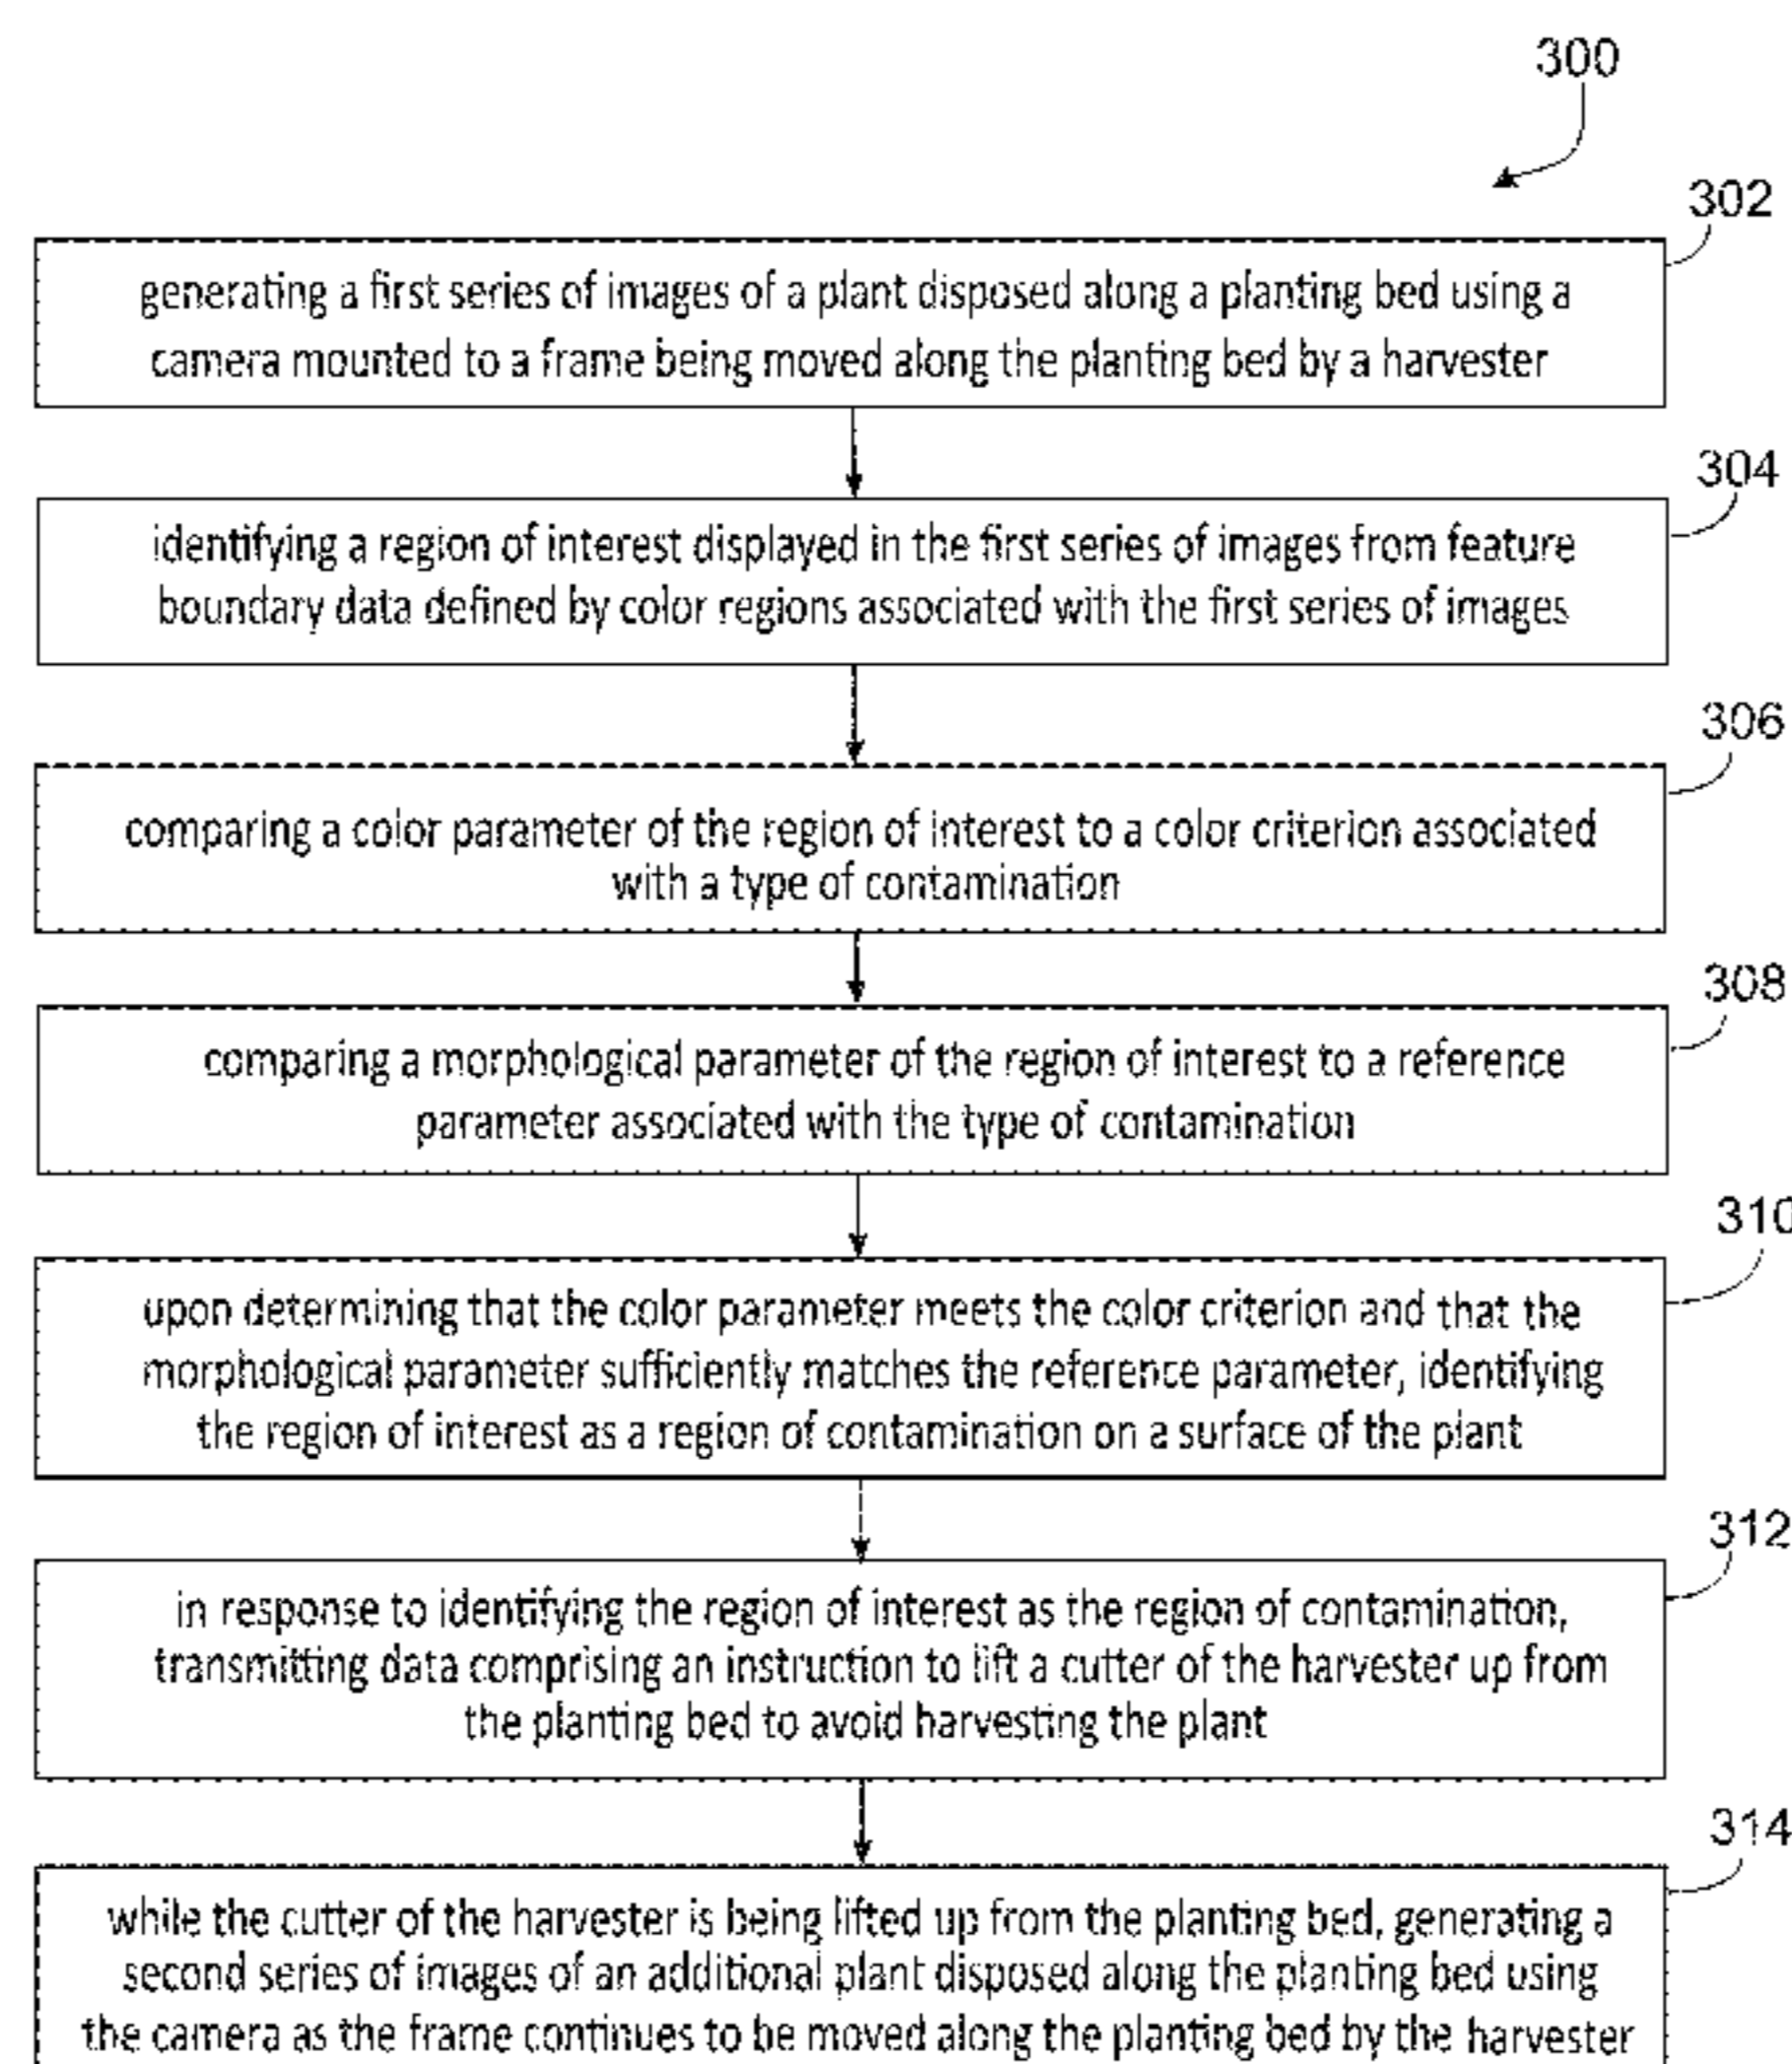 300
302
generating a first series of images of a plant disposed along a planting bed using a
camera mounted to a frame being moved along the planting bed by a harvester
304
identifying a region of interest displayed in the first series of images from feature
boundary data defined by color regions associated with the first series of images
306
comparing a color parameter of the region of interest to a color criterion associated
with a type of contamination
308
comparing a morphological parameter of the region of interest to a reference
parameter associated with the type of contamination
310
upon determining that the color parameter meets the color criterion and that the
morphological parameter sufficiently matches the reference parameter, identifying
the region of interest as a region of contamination on a surface of the plant
312
in response to identifying the region of interest as the region of contamination,
transmitting data comprising an instruction to lift a cutter of the harvester up from
the planting bed to avoid harvesting the plant
314
while the cutter of the harvester is being lifted up from the planting bed, generating a
second series of images of an additional plant disposed along the planting bed using
the camera as the frame continues to be moved along the planting bed by the harvester